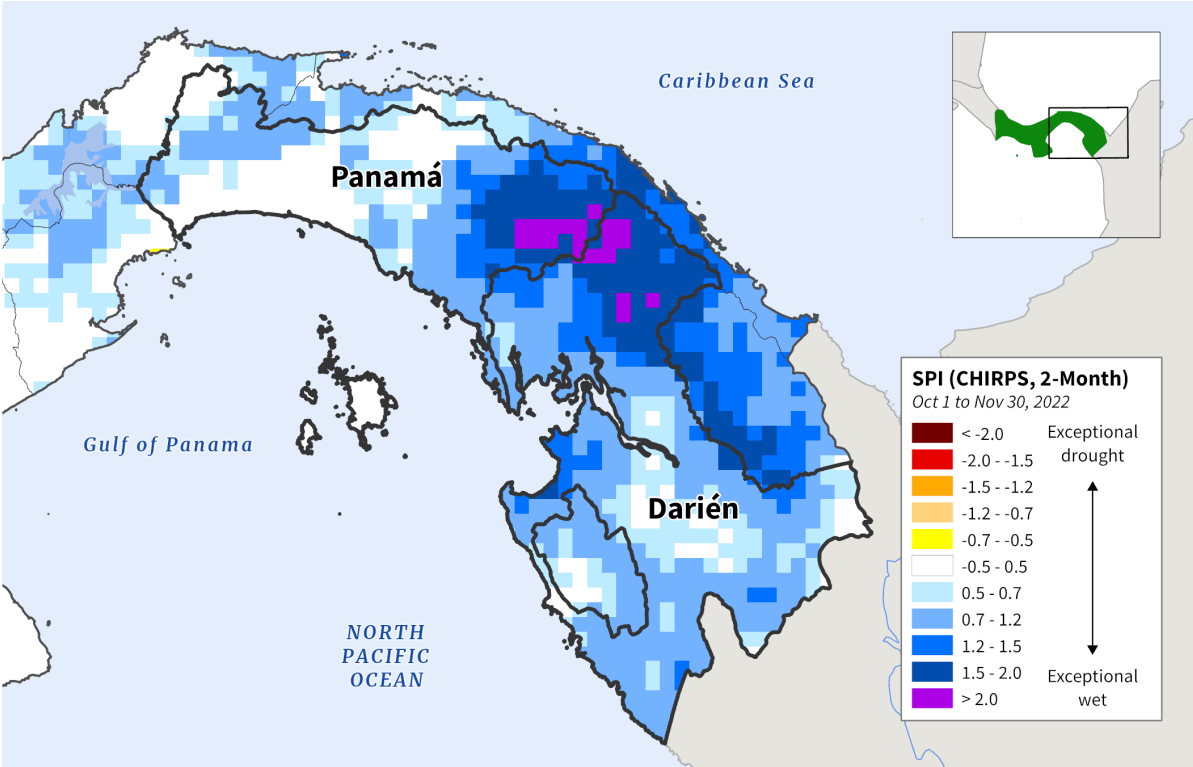 Caribbean Sea
Panamá
Gulf of Panama
Darién
NORTH
PACIFIC
OCEAN
SPI (CHIRPS, 2-Month)
Oct 1 to Nov 30, 2022
< -2.0
-2.0 - -1.5
-1.5 - -1.2
-1.2 - -0.7
-0.7 - -0.5
-0.5 - 0.5
0.5 - 0.7
0.7 - 1.2
1.2 - 1.5
1.5 - 2.0
> 2.0
Exceptional
drought
Exceptional
wet